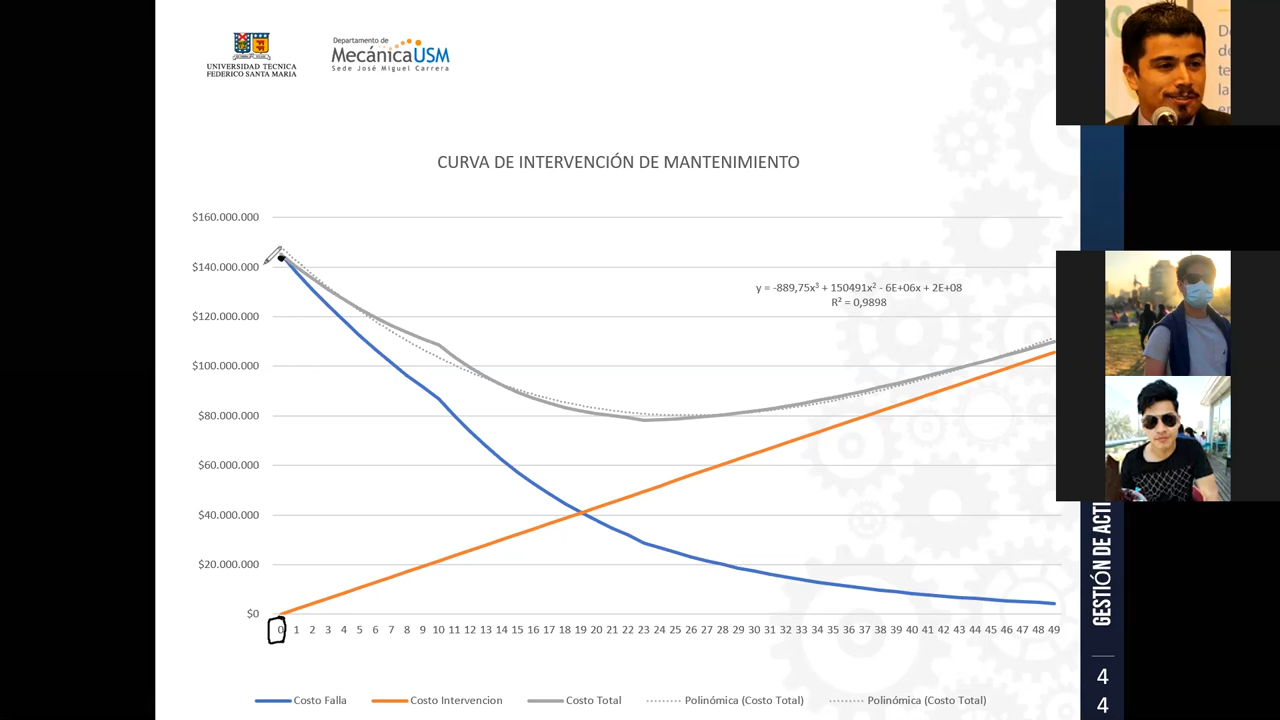 UNIVERSIDAD TECNICA
FEDERICO SANTA MARIA
Departamento de
MecánicaUSM
Sede José Miguel Carrera
CURVA DE INTERVENCIÓN DE MANTENIMIENTO
$160.000.000
$140.000.000
$120.000.000
$100.000.000
$80.000.000
$60.000.000
$40.000.000
$20.000.000
$0
y = -889,75x³ + 150491x² - 6E+06x + 2E+08
R² = 0,9898
0 1 2 3 4 5 6 7 8 9 10 11 12 13 14 15 16 17 18 19 20 21 22 23 24 25 26 27 28 29 30 31 32 33 34 35 36 37 38 39 40 41 42 43 44 45 46 47 48 49
Costo Falla Costo Intervencion Costo Total Polinómica (Costo Total) Polinómica (Costo Total)
GESTIÓN DE ACTI
4
4